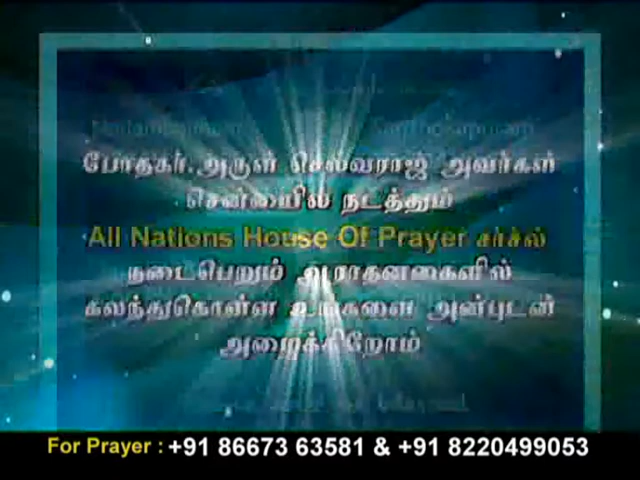 போதகர்.அருள் செல்வராஜ் அவர்கள்
சென்னையில் நடத்தும்
All Nations House Of Prayer சர்ச்சில்
நடைபெறும் ஆராதனைகளில்
கலந்துகொள்ள உங்களை அன்புடன்
அழைக்கிறோம்
For Prayer : +91 86673 63581 & +91 8220499053